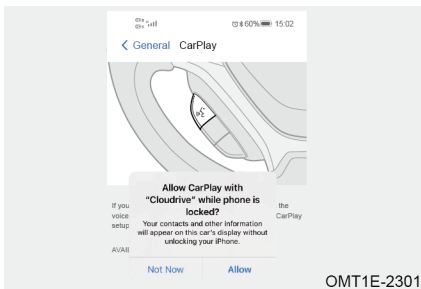 60% 15:02
General CarPlay
If you the
voice CarPlay
setup
Allow CarPlay with
"Cloudrive" while phone is
locked?
Your contacts and other information
will appear on this car's display without
unlocking your iPhone.
Not Now Allow
OMT1E-2301